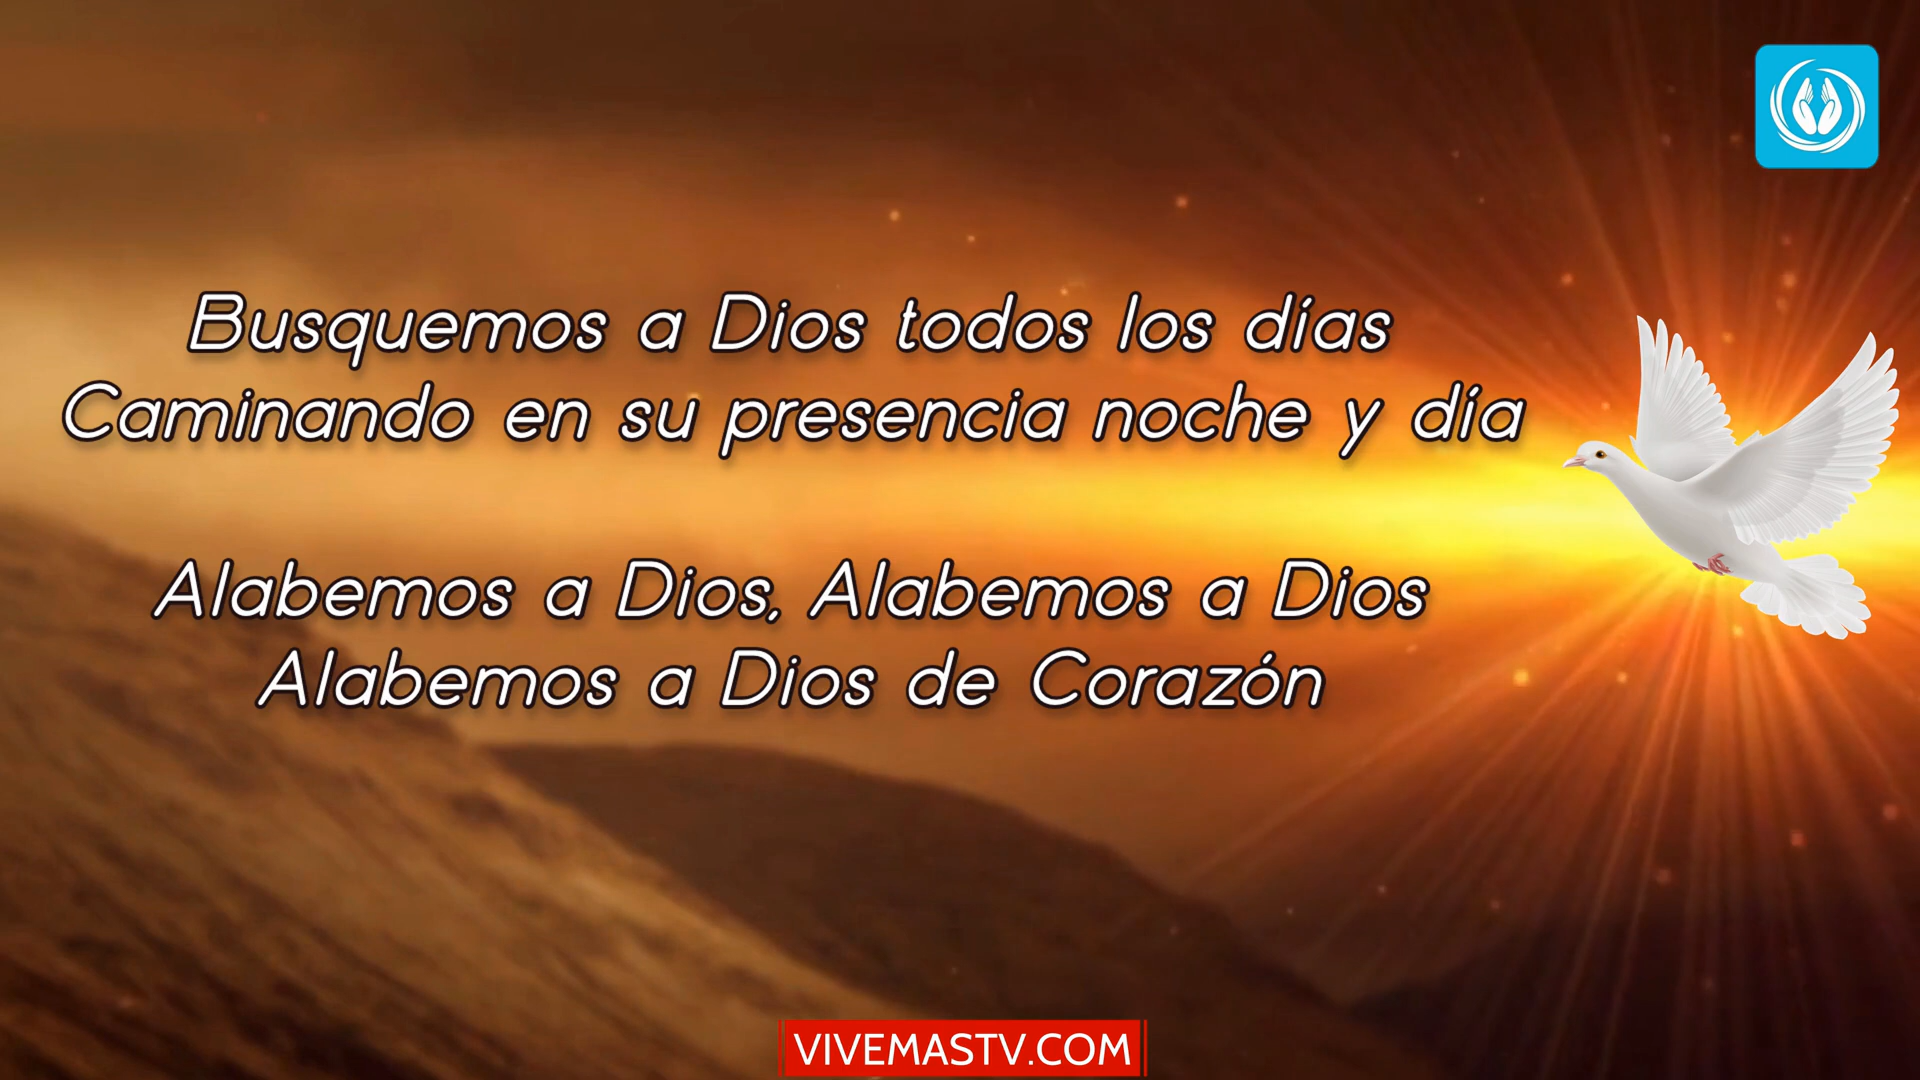 Busquemos a Dios todos los días
Caminando en su presencia noche y día
Alabemos a Dios, Alabemos a Dios
Alabemos a Dios de Corazón
VIVEMASTV.COM